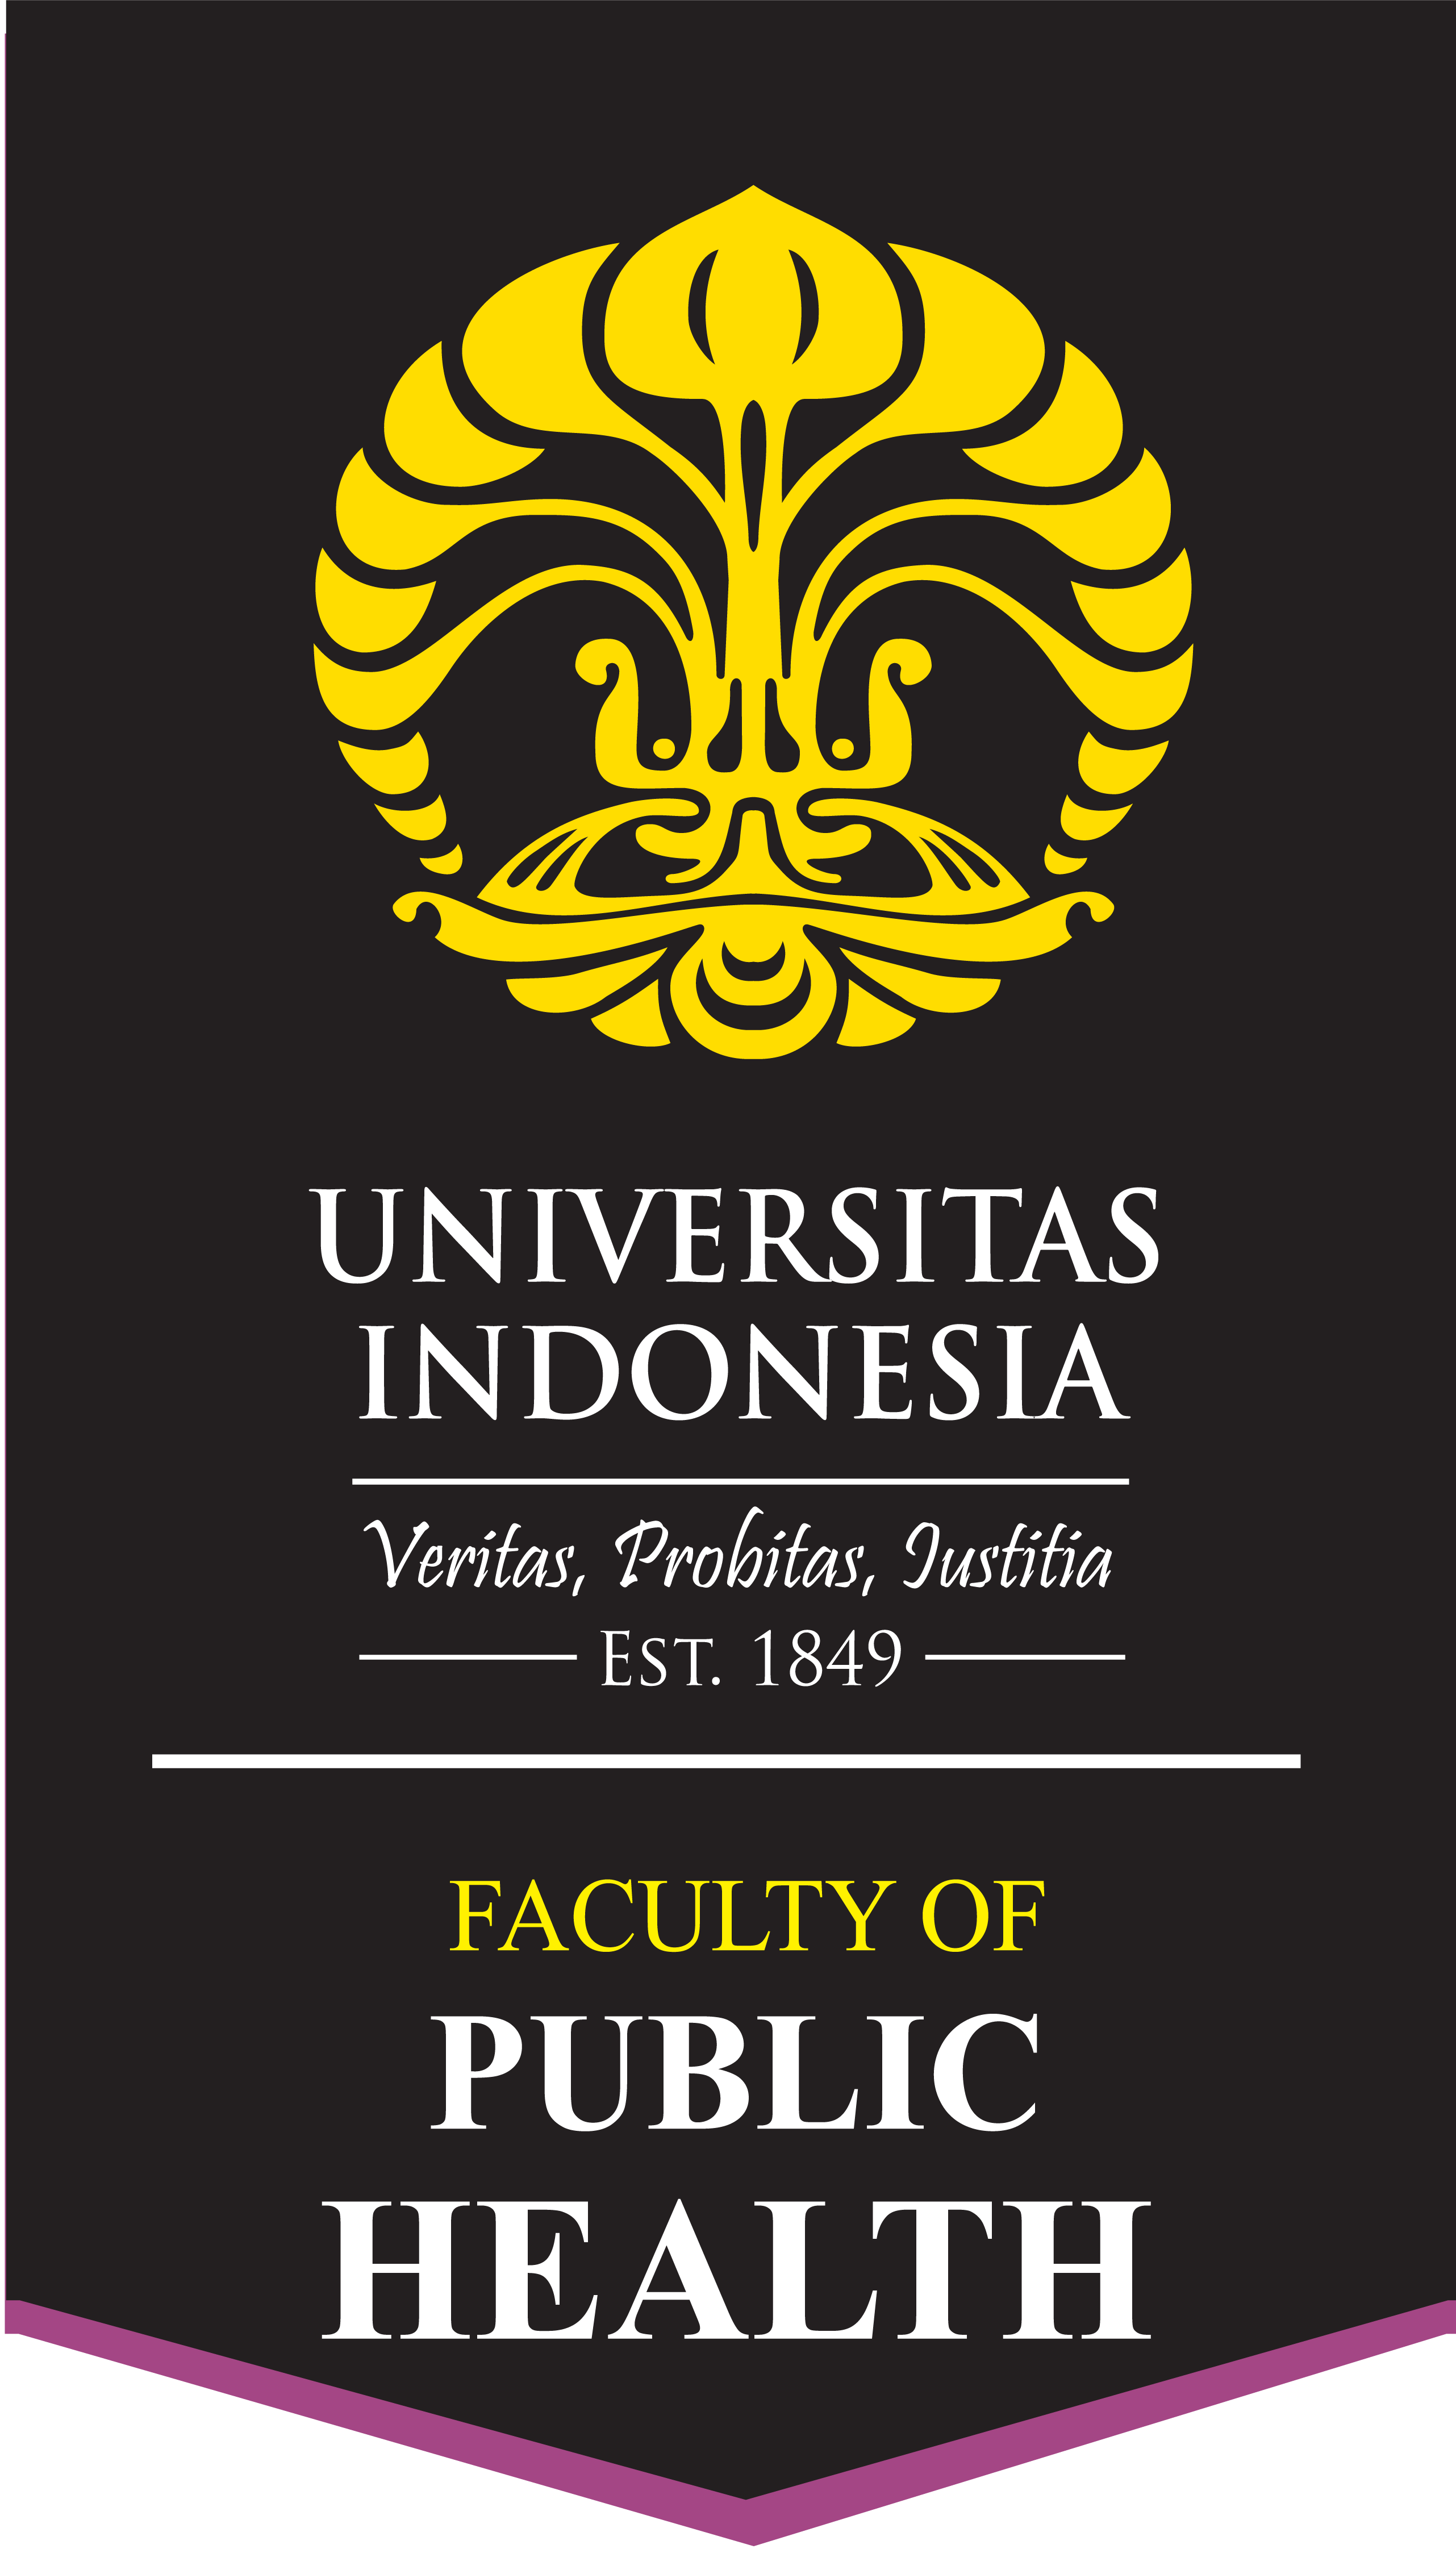 UNIVERSITAS
INDONESIA
Veritas, Probitas, Iustitia
EST. 1849
FACULTY OF
PUBLIC
HEALTH